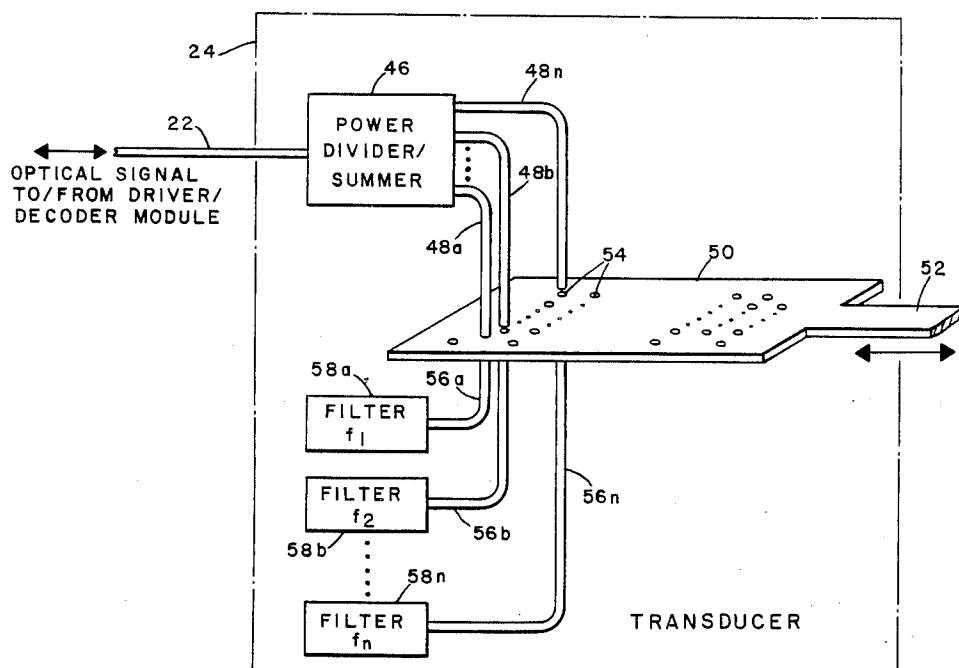 24
46
48n
22
POWER
DIVIDER/
SUMMER
48b
OPTICAL SIGNAL
TO/FROM DRIVER/
DECODER MODULE
48a
54
50
52
58a
56a
FILTER
f1
FILTER
f2
58b
56b
56n
58n
FILTER
fn
TRANSDUCER